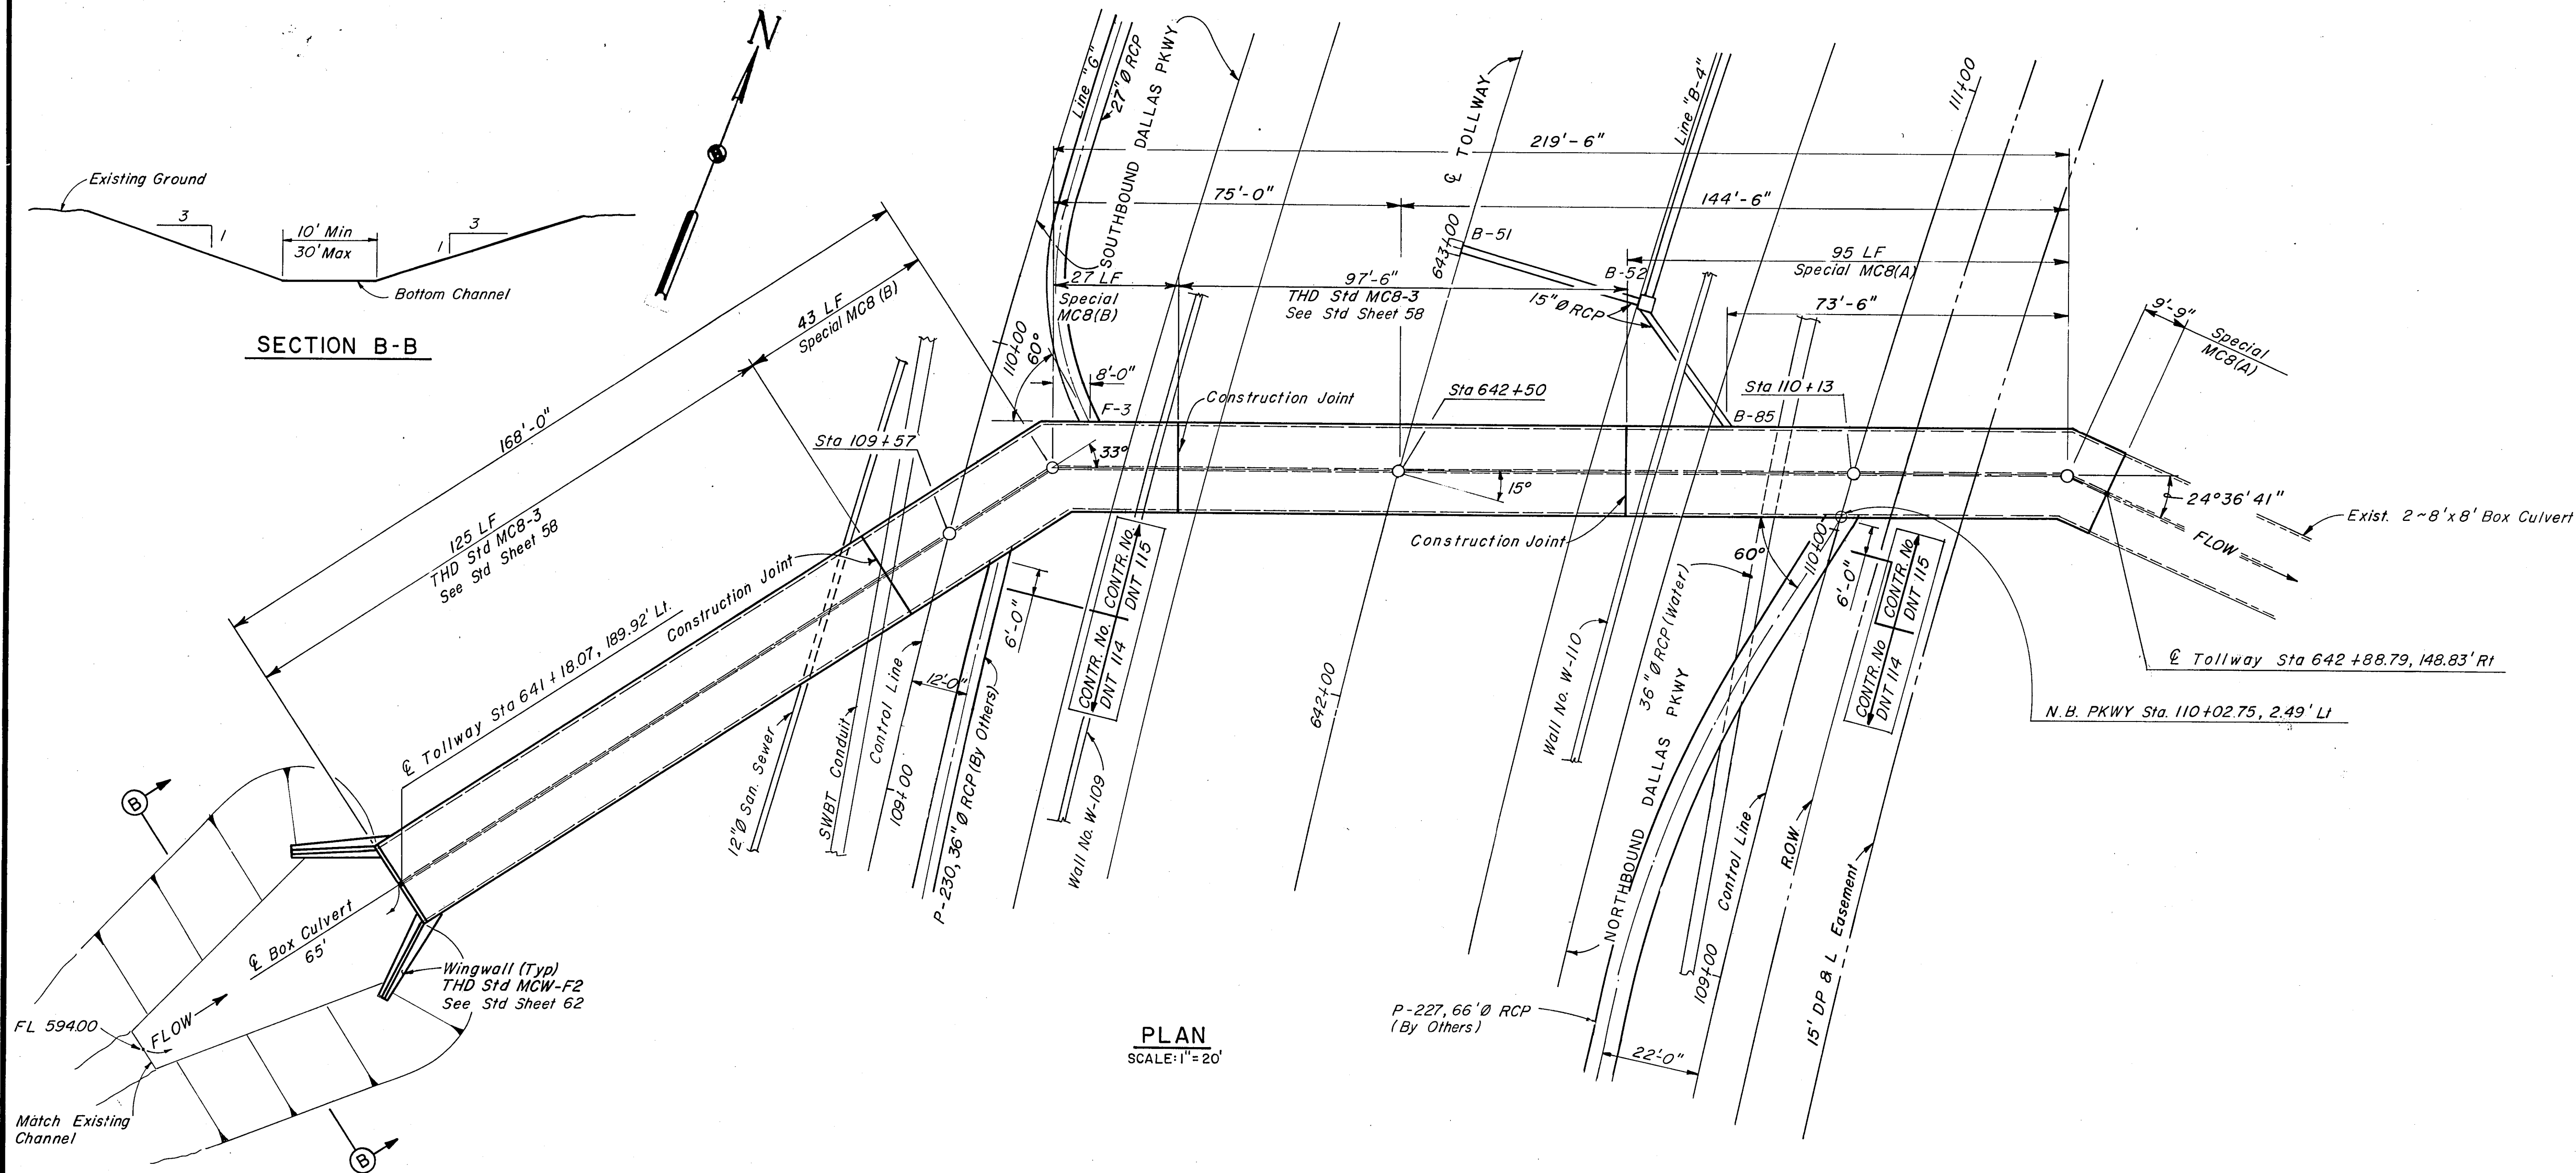 N
Existing Ground
3
1
10' Min
30' Max
3
1
Bottom Channel
SECTION B-B
Line "G"
27" Ø RCP
SOUTHBOUND DALLAS PKWY
℄ TOLLWAY
Line "B-4"
111+00
219'-6"
75'-0"
144'-6"
643+00
B-51
B-52
95 LF
Special MC8(A)
27 LF
Special
MC8(B)
97'-6"
THD Std MC8-3
See Std Sheet 58
15" Ø RCP
73'-6"
9'-9"
Special
MC8(A)
43 LF
Special MC8 (B)
168'-0"
110+00
60°
8'-0"
F-3
Construction Joint
Sta 642+50
Sta 110+13
B-85
Sta 109+57
33°
15°
24°36'41"
Exist. 2~8'x8' Box Culvert
FLOW
125 LF
THD Std MC8-3
See Std Sheet 58
Construction Joint
Construction Joint
60°
110+00
6'-0"
CONTR. No.
DNT 115
CONTR. No.
DNT 114
6'-0"
CONTR. No.
DNT 115
CONTR. No
DNT 114
℄ Tollway Sta 641+18.07, 189.92' Lt.
℄ Tollway Sta 642+88.79, 148.83' Rt
N.B. PKWY Sta. 110+02.75, 2.49' Lt
12" Ø San. Sewer
SWBT Conduit
Control Line
109+00
12'-0"
P-230, 36" Ø RCP (By Others)
Wall No. W-109
642+00
Wall No. W-110
36" Ø RCP (Water)
NORTHBOUND DALLAS PKWY
Control Line
109+00
R.O.W.
15' DP & L Easement
B
℄ Box Culvert
65'
Wingwall (Typ)
THD Std MCW-F2
See Std Sheet 62
FL 594.00
FLOW
Match Existing
Channel
B
PLAN
SCALE: 1"=20'
P-227, 66' Ø RCP
(By Others)
22'-0"